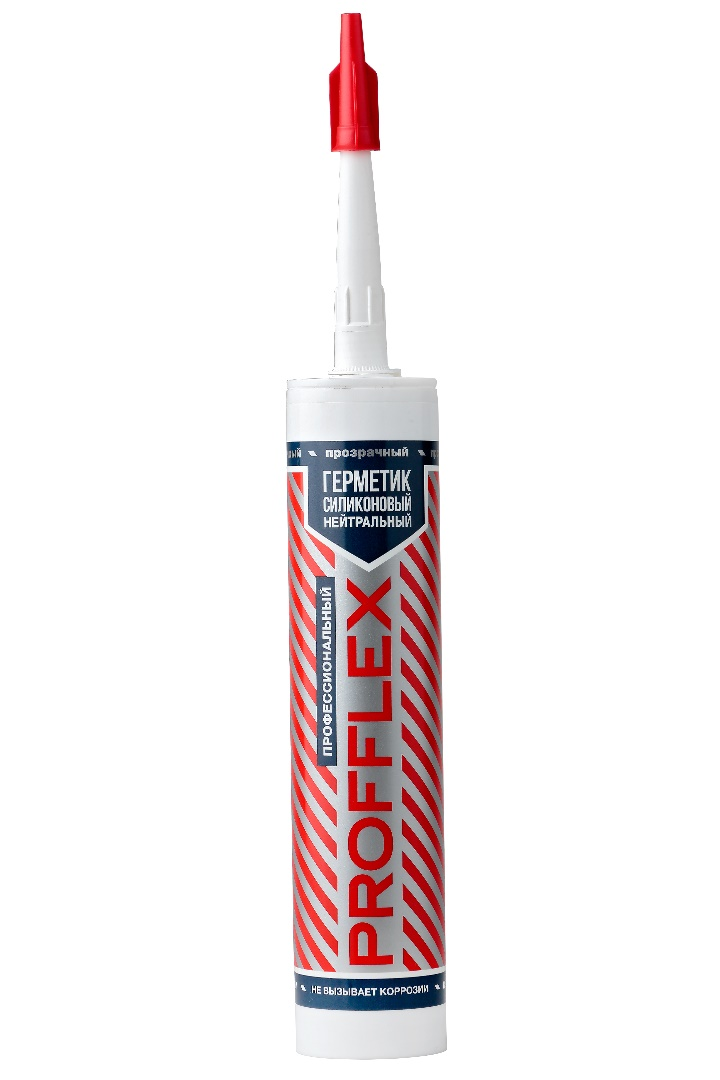 прозрачный
ГЕРМЕТИК
СИЛИКОНОВЫЙ
НЕЙТРАЛЬНЫЙ
ПРОФЕССИОНАЛЬНЫЙ
PROFFLEX
НЕ ВЫЗЫВАЕТ КОРРОЗИИ